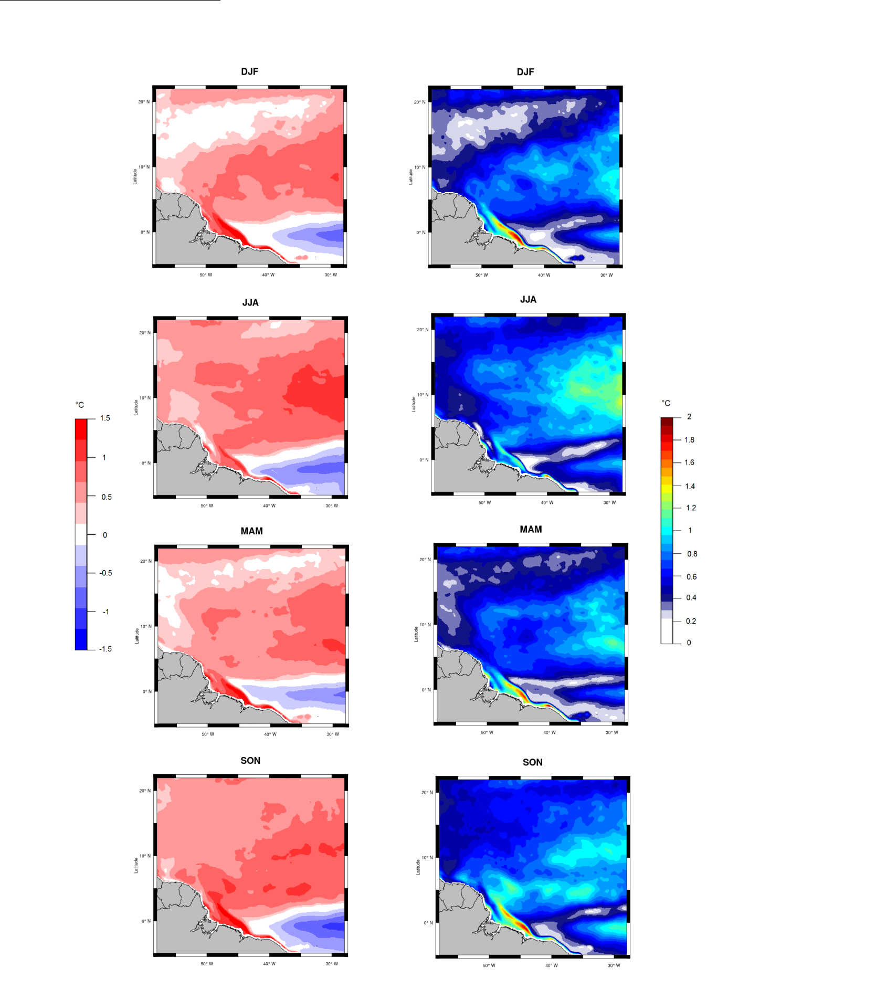 DJF
DJF
20° N
10° N
0° N
Latitude
50° W
40° W
30° W
20° N
10° N
0° N
Latitude
50° W
40° W
30° W
JJA
JJA
20° N
10° N
0° N
Latitude
50° W
40° W
30° W
20° N
10° N
0° N
Latitude
50° W
40° W
30° W
°C
1.5
1
0.5
0
-0.5
-1
-1.5
°C
2
1.8
1.6
1.4
1.2
1
0.8
0.6
0.4
0.2
0
MAM
MAM
20° N
10° N
0° N
Latitude
50° W
40° W
30° W
20° N
10° N
0° N
Latitude
50° W
40° W
30° W
SON
SON
20° N
10° N
0° N
Latitude
50° W
40° W
30° W
20° N
10° N
0° N
Latitude
50° W
40° W
30° W